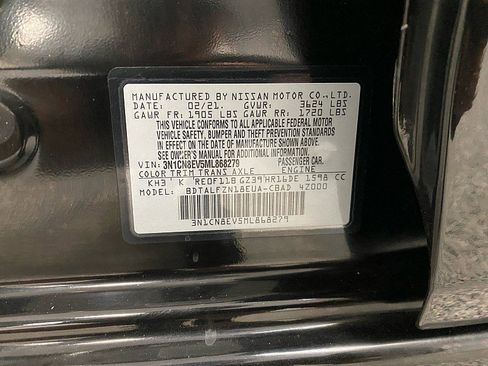 MANUFACTURED BY NISSAN MOTOR CO.,LTD.
DATE: 02/21. GVWR: 3624 LBS
GAWR FR: 1905 LBS GAWR RR: 1720 LBS
THIS VEHICLE CONFORMS TO ALL APPLICABLE FEDERAL MOTOR
VEHICLE SAFETY, BUMPER AND THEFT PREVENTION STANDARDS
IN EFFECT ON THE DATE OF MANUFACTURE SHOWN ABOVE.
SEE OWNER'S MANUAL FOR ADDITIONAL INFORMATION
VIN: 3N1CN8EV5ML868279 PASSENGER CAR.
COLOR TRIM TRANS AXLE ENGINE
KH3 K RE0F11B GZ39 HR16DE 1598 CC
MODEL: BDTALFZN18EUA-CBAD 4Z000
3N1CN8EV5ML868279